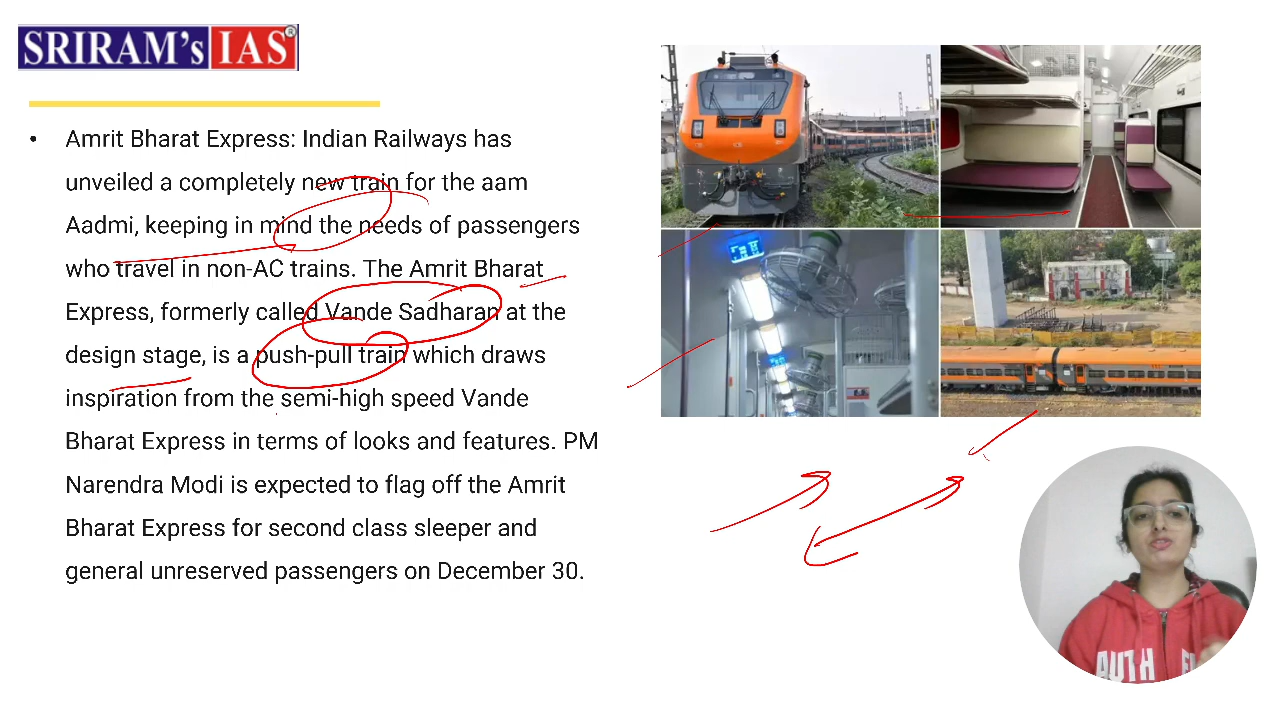 SRIRAM's IAS®
• Amrit Bharat Express: Indian Railways has
unveiled a completely new train for the aam
Aadmi, keeping in mind the needs of passengers
who travel in non-AC trains. The Amrit Bharat
Express, formerly called Vande Sadharan at the
design stage, is a push-pull train which draws
inspiration from the semi-high speed Vande
Bharat Express in terms of looks and features. PM
Narendra Modi is expected to flag off the Amrit
Bharat Express for second class sleeper and
general unreserved passengers on December 30.